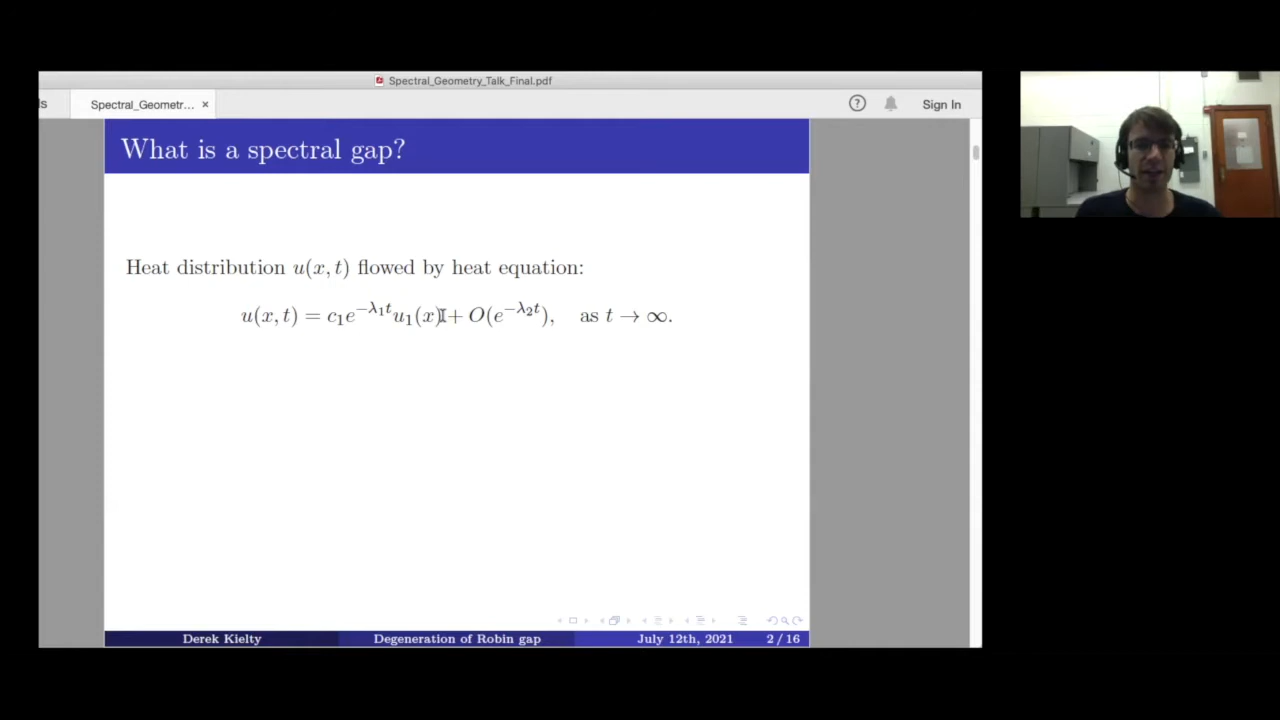 Spectral_Geometry_Talk_Final.pdf
ls
Spectral_Geometr... ×
? Sign In
What is a spectral gap?
Heat distribution u(x, t) flowed by heat equation:
u(x, t) = c₁e^{−λ₁t}u₁(x) + O(e^{−λ₂t}), as t → ∞.
Derek Kielty Degeneration of Robin gap July 12th, 2021 2 / 16